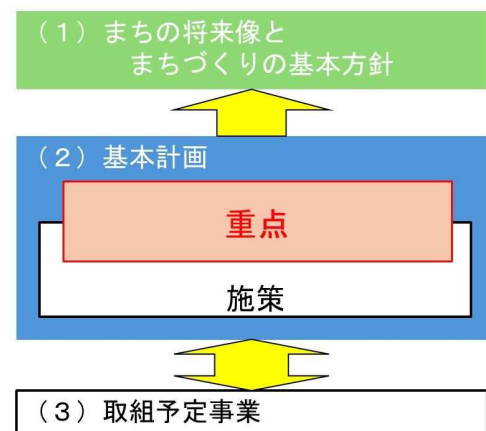 （１）まちの将来像と
まちづくりの基本方針
（２）基本計画
重点
施策
（３）取組予定事業